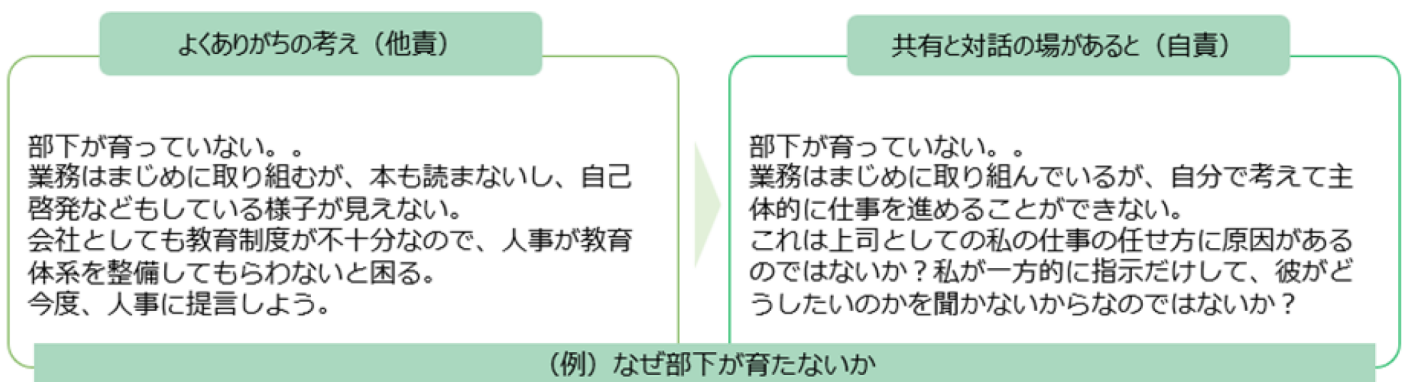 よくありがちの考え（他責）
部下が育っていない。。
業務はまじめに取り組むが、本も読まないし、自己
啓発などもしている様子が見えない。
会社としても教育制度が不十分なので、人事が教育
体系を整備してもらわないと困る。
今度、人事に提言しよう。
共有と対話の場があると（自責）
部下が育っていない。。
業務はまじめに取り組んでいるが、自分で考えて主
体的に仕事を進めることができない。
これは上司としての私の仕事の任せ方に原因がある
のではないか？私が一方的に指示だけして、彼がど
うしたいのかを聞かないからなのではないか？
（例）なぜ部下が育たないか